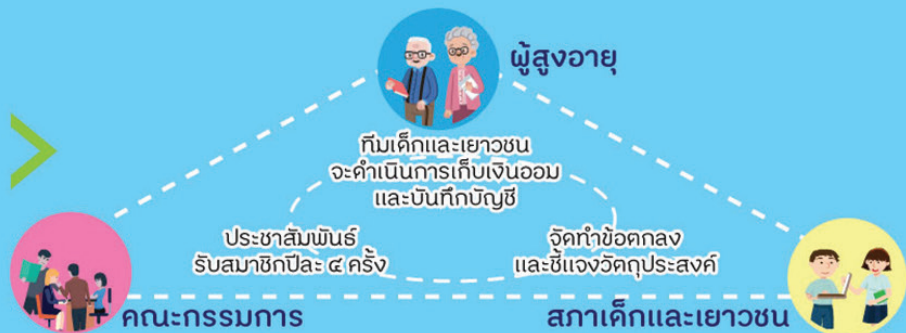 ผู้สูงอายุ
ทีมเด็กและเยาวชน
จะดำเนินการเก็บเงินออม
และบันทึกบัญชี
ประชาสัมพันธ์
รับสมาชิกปีละ ๔ ครั้ง
จัดทำข้อตกลง
และชี้แจงวัตถุประสงค์
คณะกรรมการ
สภาเด็กและเยาวชน